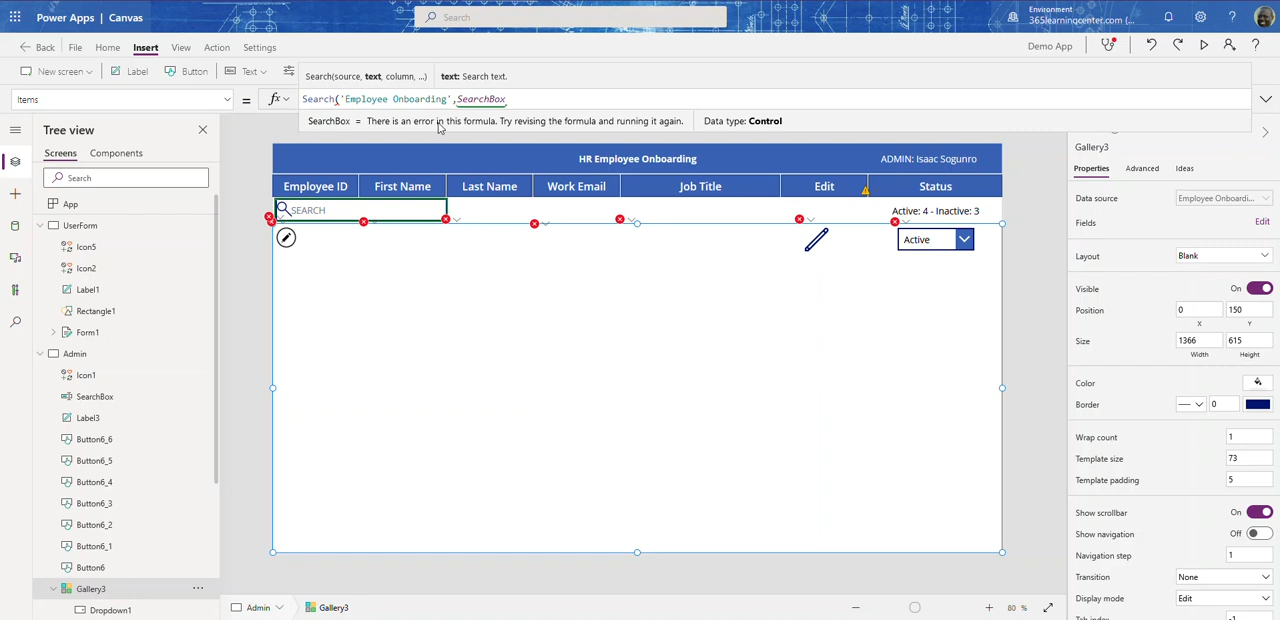 Power Apps | Canvas
Search
Environment
365learningcenter.com (...
Back
File
Home
Insert
View
Action
Settings
Demo App
New screen
Label
Button
Text
Search(source, text, column, ...)
text: Search text.
Items
=
fx
Search('Employee Onboarding',SearchBox
SearchBox = There is an error in this formula. Try revising the formula and running it again.
Data type: Control
Tree view
Screens
Components
Search
App
UserForm
Icon5
Icon2
Label1
Rectangle1
Form1
Admin
Icon1
SearchBox
Label3
Button6_6
Button6_5
Button6_4
Button6_3
Button6_2
Button6_1
Button6
Gallery3
Dropdown1
HR Employee Onboarding
ADMIN: Isaac Sogunro
Employee ID
First Name
Last Name
Work Email
Job Title
Edit
Status
SEARCH
Active: 4 - Inactive: 3
Active
Admin
Gallery3
80 %
Gallery3
Properties
Advanced
Ideas
Data source
Employee Onboardi...
Fields
Edit
Layout
Blank
Visible
On
Position
0
150
X
Y
Size
1366
615
Width
Height
Color
Border
0
Wrap count
1
Template size
73
Template padding
5
Show scrollbar
On
Show navigation
Off
Navigation step
1
Transition
None
Display mode
Edit